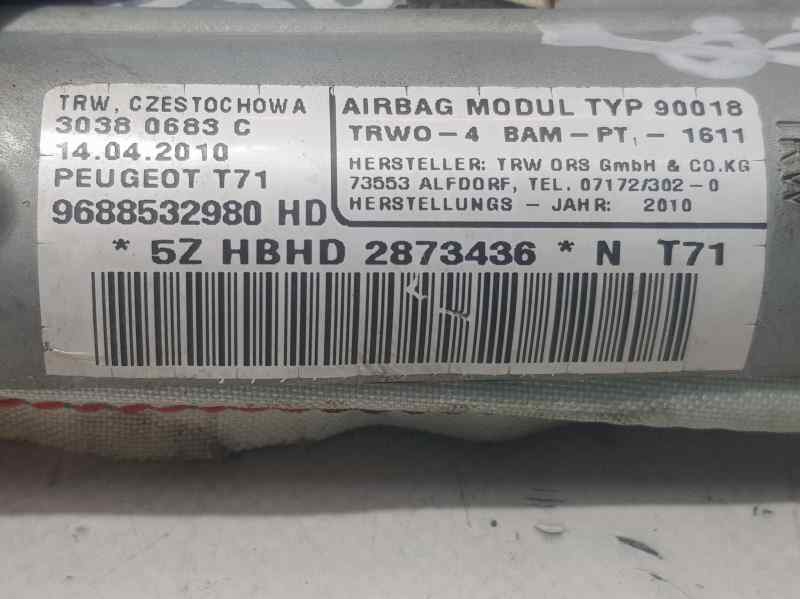 TRW, CZESTOCHOWA
3038 0683 C
14.04.2010
PEUGEOT T71
9688532980 HD
AIRBAG MODUL TYP 90018
TRWO-4 BAM-PT, - 1611
HERSTELLER: TRW ORS GmbH & CO.KG
73553 ALFDORF, TEL. 07172/302-0
HERSTELLUNGS - JAHR: 2010
* 5Z HBHD 2873436 * N T71